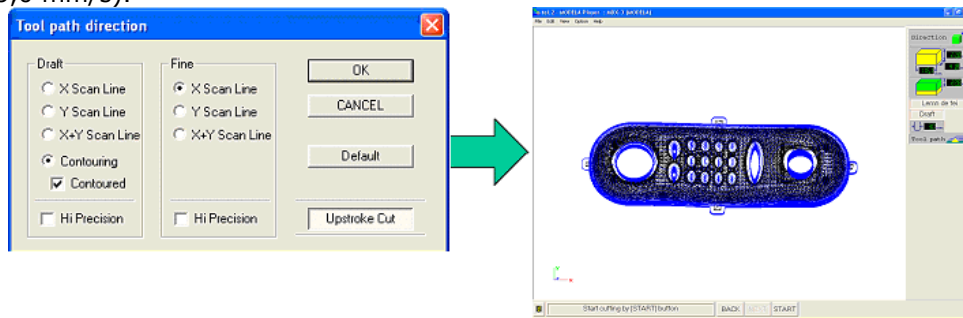 Tool path direction
Draft
X Scan Line
Y Scan Line
X+Y Scan Line
Contouring
Contoured
Hi Precision
Fine
X Scan Line
Y Scan Line
X+Y Scan Line
Hi Precision
OK
CANCEL
Default
Upstroke Cut
File Edit View Option Help
Direction
Draft
Tool path
Start cutting by [START] button
BACK
START